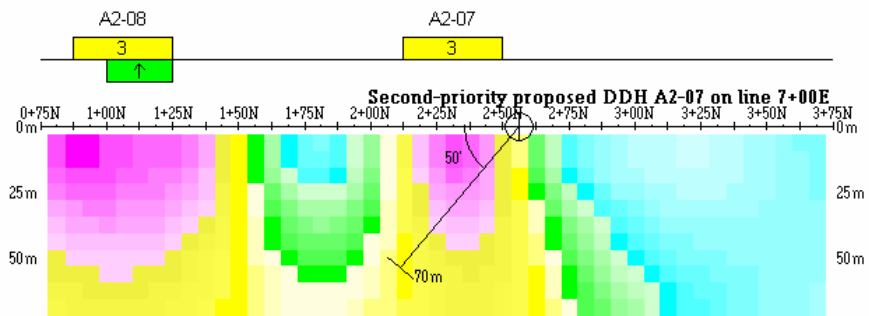 A2-08 A2-07
3 3
↑
Second-priority proposed DDH A2-07 on line 7+00E
0+75N 1+00N 1+25N 1+50N 1+75N 2+00N 2+25N 2+50N 2+75N 3+00N 3+25N 3+50N 3+75N
0m 0m
50'
25m 25m
50m 50m
70m